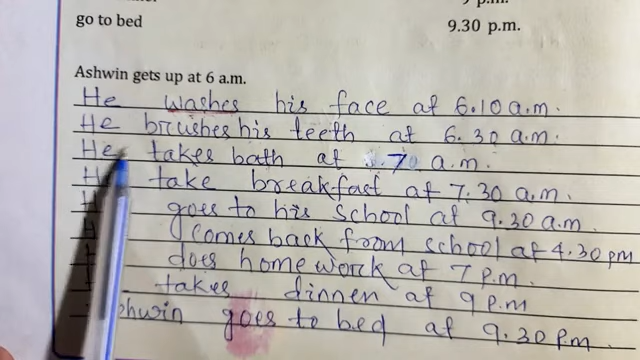 9 p.m.
go to bed 9.30 p.m.
Ashwin gets up at 6 a.m.
He washes his face at 6.10 a.m.
He brushes his teeth at 6.30 a.m.
He takes bath at 7 a.m.
take breakfast at 7.30 a.m.
goes to his school at 9.30 a.m.
comes back from school at 4.30 pm
does homework at 7 p.m.
takes dinner at 9 p.m
goes to bed at 9.30 p.m.